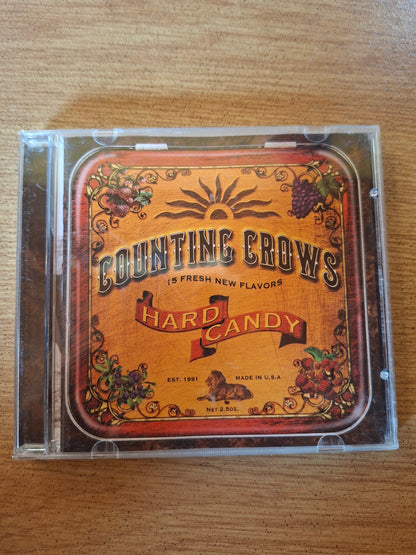 COUNTING CROWS
15 FRESH NEW FLAVORS
HARD CANDY
EST. 1991 MADE IN U.S.A
NET 2.5OZ.